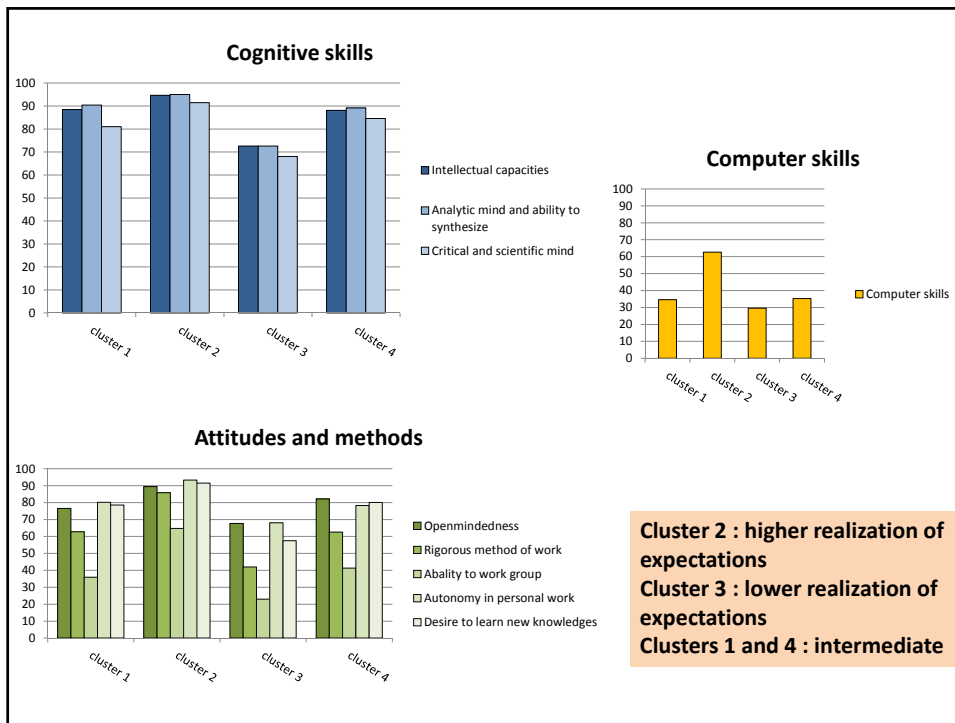 Cognitive skills
100
90
80
70
60
50
40
30
20
10
0
cluster 1
cluster 2
cluster 3
cluster 4
Intellectual capacities
Analytic mind and ability to
synthesize
Critical and scientific mind
Computer skills
100
90
80
70
60
50
40
30
20
10
0
cluster 1
cluster 2
cluster 3
cluster 4
Computer skills
Attitudes and methods
100
90
80
70
60
50
40
30
20
10
0
cluster 1
cluster 2
cluster 3
cluster 4
Openmindedness
Rigorous method of work
Abality to work group
Autonomy in personal work
Desire to learn new knowledges
Cluster 2 : higher realization of
expectations
Cluster 3 : lower realization of
expectations
Clusters 1 and 4 : intermediate